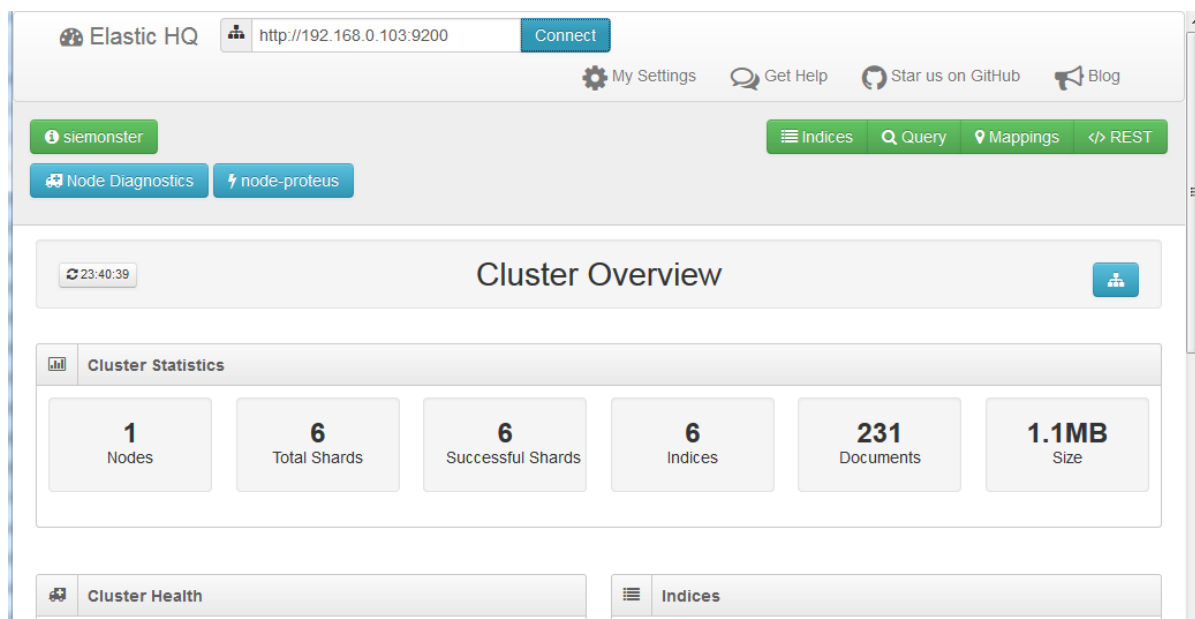 Elastic HQ http://192.168.0.103:9200 Connect
My Settings Get Help Star us on GitHub Blog
siemonster Indices Query Mappings </> REST
Node Diagnostics node-proteus
23:40:39 Cluster Overview
Cluster Statistics
1 6 6 6 231 1.1MB
Nodes Total Shards Successful Shards Indices Documents Size
Cluster Health Indices